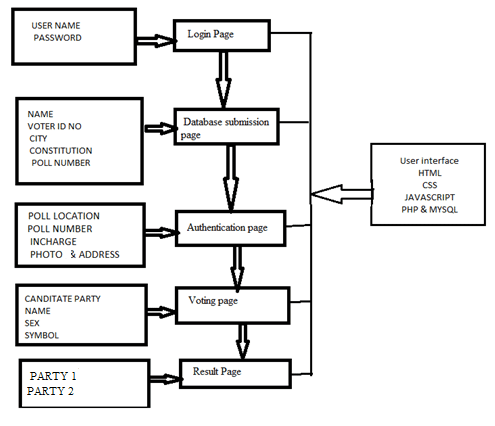 USER NAME
PASSWORD
Login Page
NAME
VOTER ID NO
CITY
CONSTITUTION
POLL NUMBER
Database submission
page
User interface
HTML
CSS
JAVASCRIPT
PHP & MYSQL
POLL LOCATION
POLL NUMBER
INCHARGE
PHOTO & ADDRESS
Authentication page
CANDITATE PARTY
NAME
SEX
SYMBOL
Voting page
PARTY 1
PARTY 2
Result Page